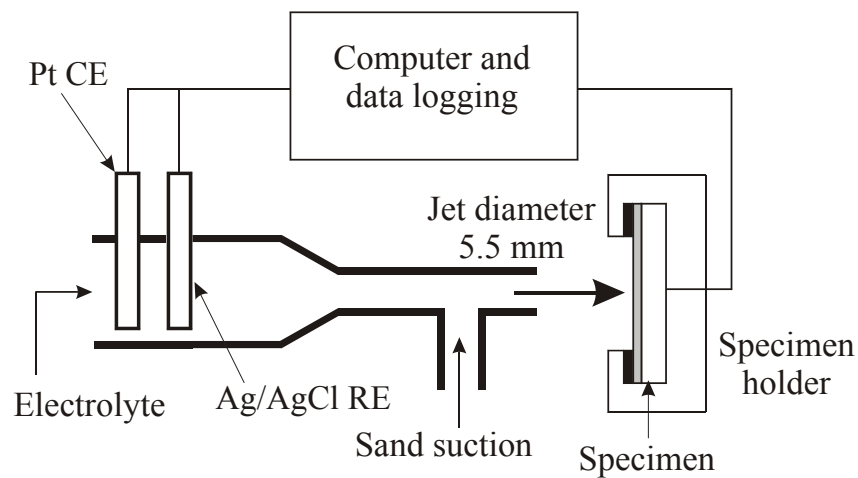 Computer and
data logging
Pt CE
Jet diameter
5.5 mm
Specimen
holder
Electrolyte
Ag/AgCl RE
Sand suction
Specimen